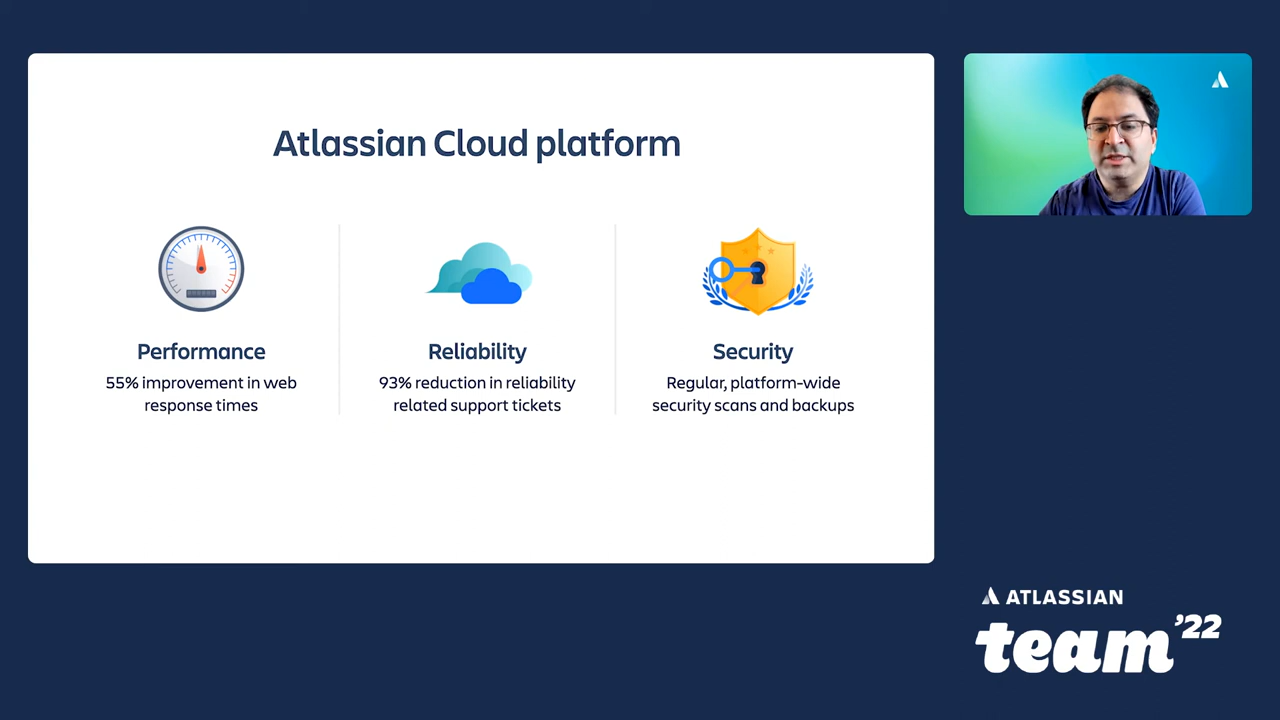 Atlassian Cloud platform
Performance
55% improvement in web
response times
Reliability
93% reduction in reliability
related support tickets
Security
Regular, platform-wide
security scans and backups
ATLASSIAN
team '22